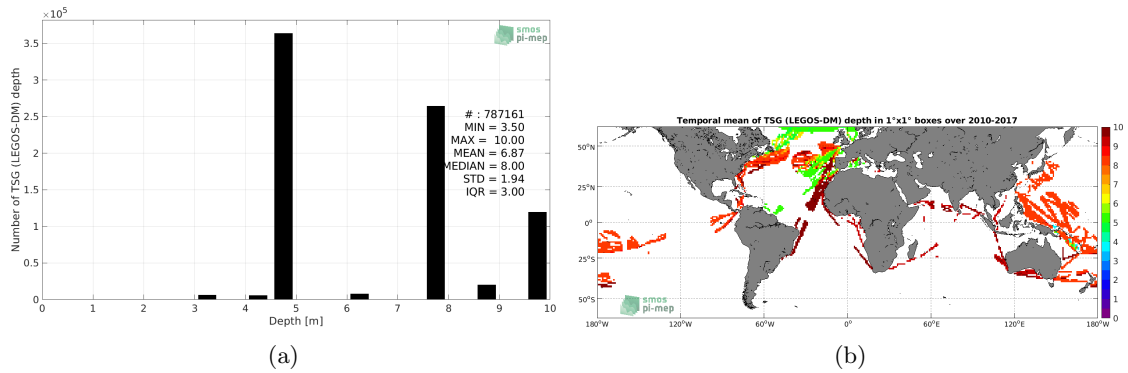 ×10⁵
smos
pi-mep
3.5
3
2.5
2
1.5
1
0.5
0
Number of TSG (LEGOS-DM) depth
# : 787161
MIN = 3.50
MAX = 10.00
MEAN = 6.87
MEDIAN = 8.00
STD = 1.94
IQR = 3.00
0 1 2 3 4 5 6 7 8 9 10
Depth [m]
(a)
Temporal mean of TSG (LEGOS-DM) depth in 1°x1° boxes over 2010-2017
50°N
25°N
0°
25°S
50°S
smos
pi-mep
180°W 120°W 60°W 0° 60°E 120°E 180°W
10
9
8
7
6
5
4
3
2
1
0
(b)